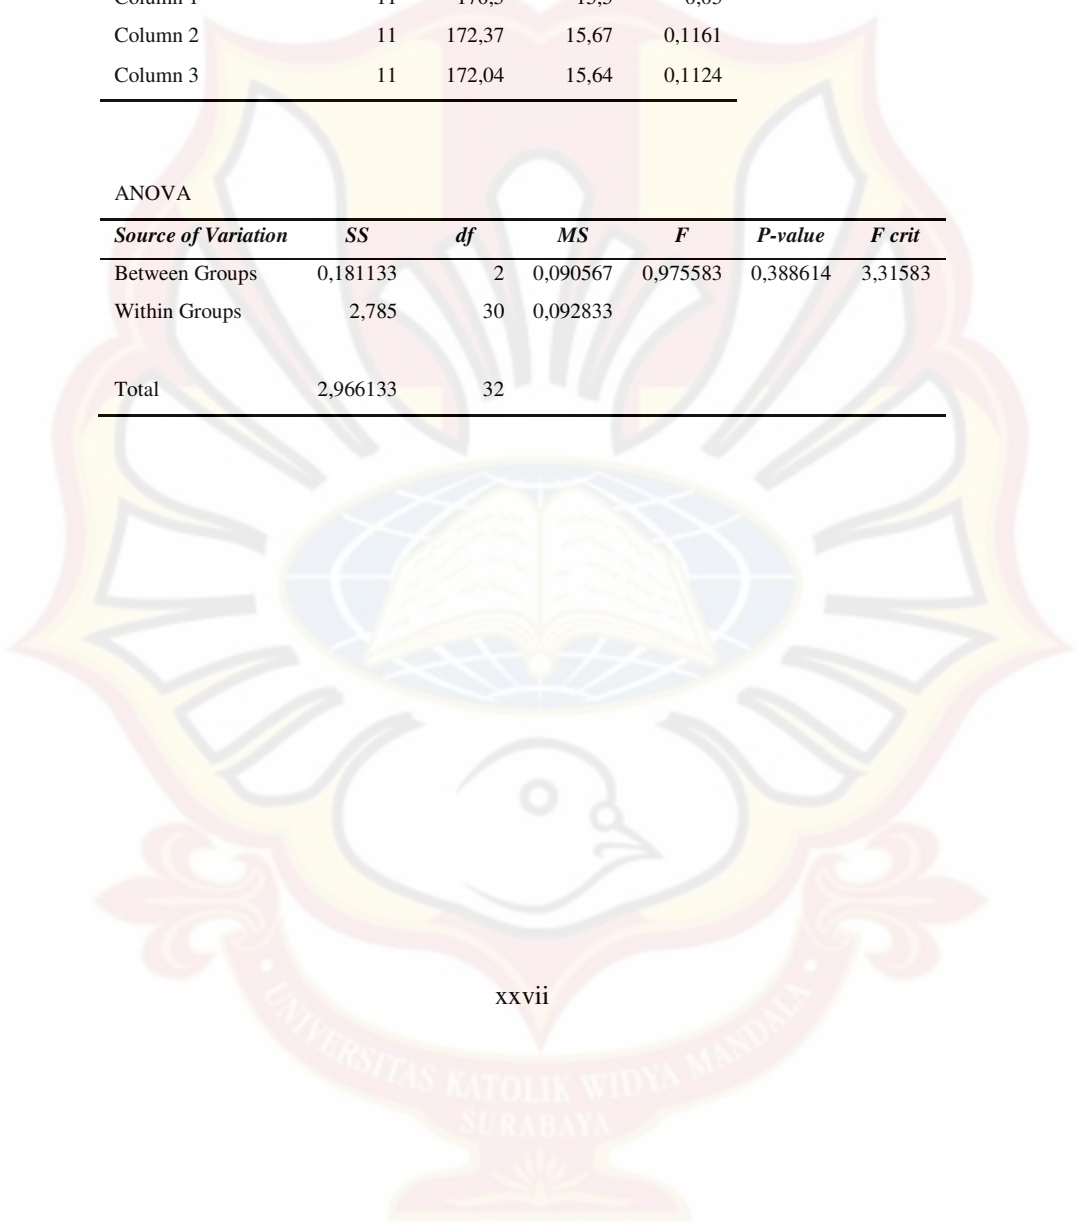 Column 2 11 172,37 15,67 0,1161
Column 3 11 172,04 15,64 0,1124
ANOVA
Source of Variation SS df MS F P-value F crit
Between Groups 0,181133 2 0,090567 0,975583 0,388614 3,31583
Within Groups 2,785 30 0,092833
Total 2,966133 32
xxvii
UNIVERSITAS KATOLIK WIDYA MANDALA
SURABAYA